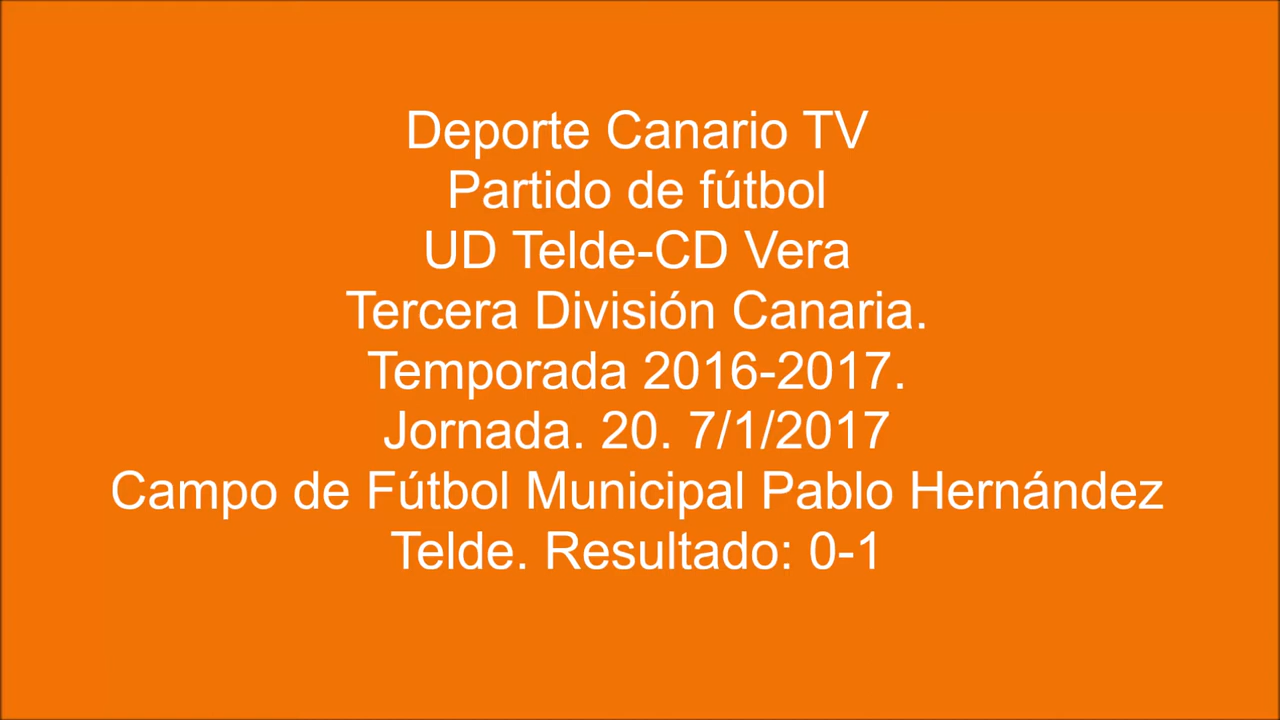 Deporte Canario TV
Partido de fútbol
UD Telde-CD Vera
Tercera División Canaria.
Temporada 2016-2017.
Jornada. 20. 7/1/2017
Campo de Fútbol Municipal Pablo Hernández
Telde. Resultado: 0-1